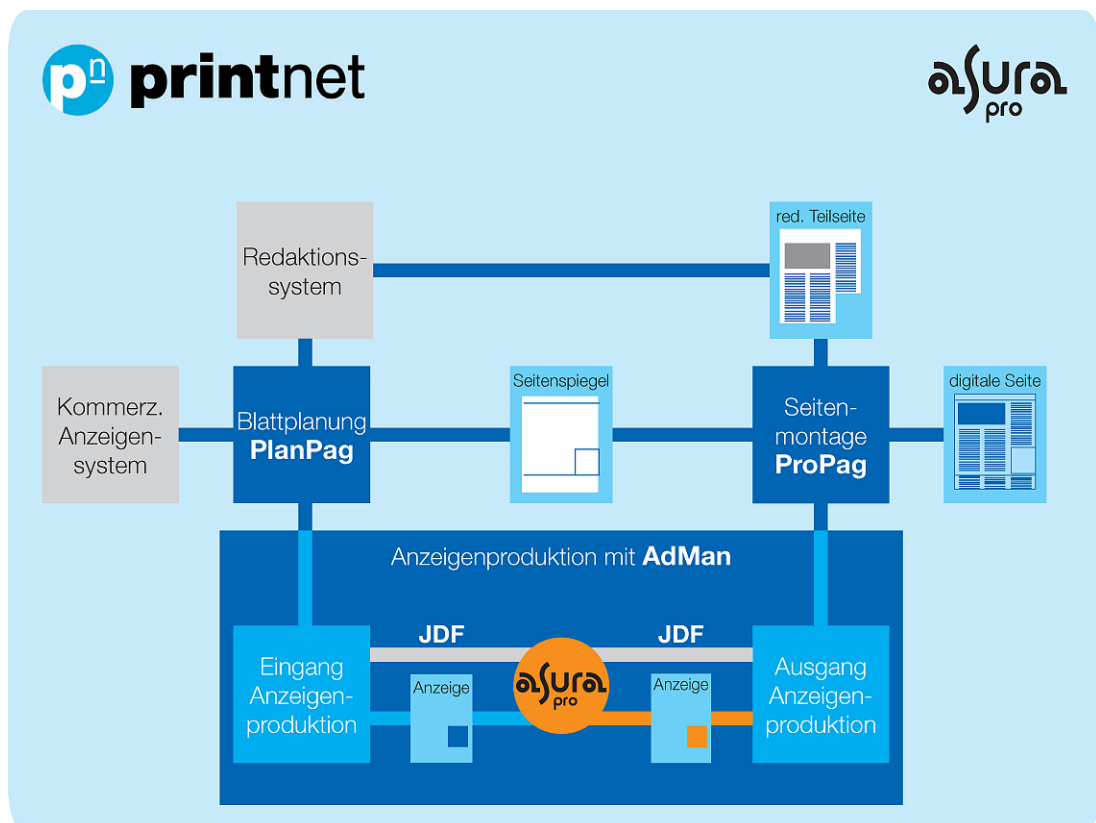 pn printnet
asura
pro
red. Teilseite
Redaktions-
system
Seitenspiegel
digitale Seite
Kommerz.
Anzeigen-
system
Blattplanung
PlanPag
Seiten-
montage
ProPag
Anzeigenproduktion mit AdMan
JDF
JDF
Eingang
Anzeigen-
produktion
Anzeige
asura
pro
Anzeige
Ausgang
Anzeigen-
produktion